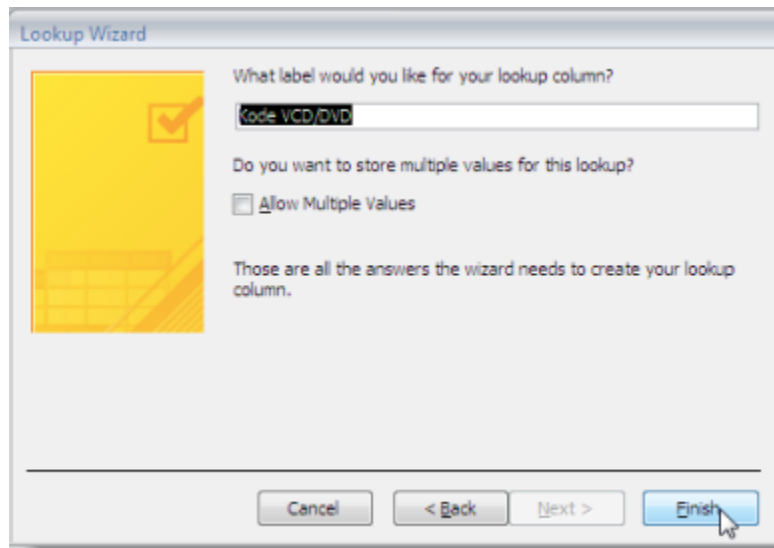 Lookup Wizard
What label would you like for your lookup column?
Kode VCD/DVD
Do you want to store multiple values for this lookup?
Allow Multiple Values
Those are all the answers the wizard needs to create your lookup
column.
Cancel < Back Next > Finish